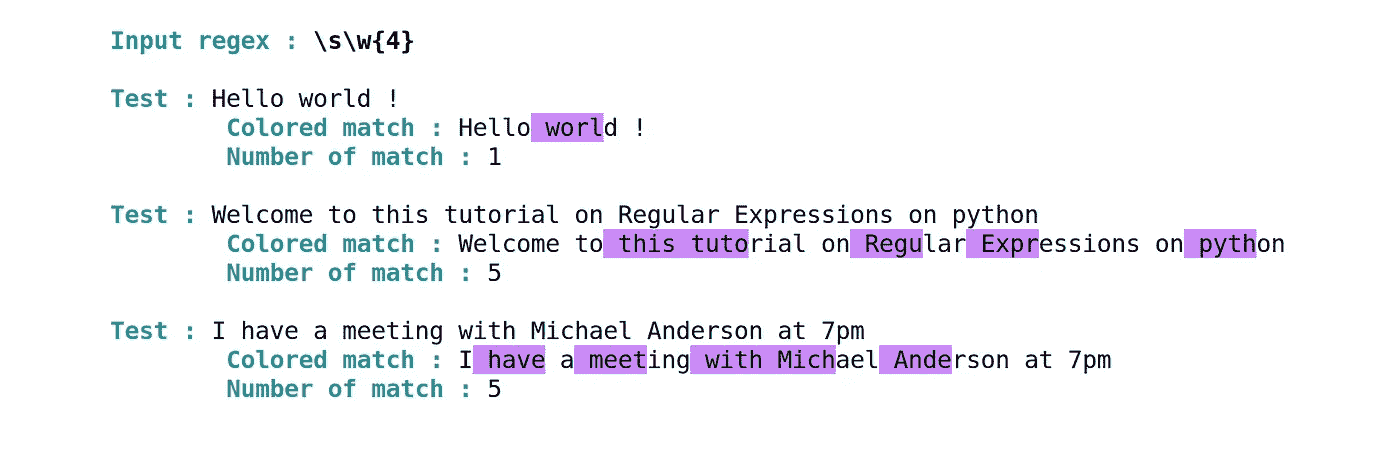 Input regex : \s\w{4}
Test : Hello world !
Colored match : Hello world !
Number of match : 1
Test : Welcome to this tutorial on Regular Expressions on python
Colored match : Welcome to this tutorial on Regular Expressions on python
Number of match : 5
Test : I have a meeting with Michael Anderson at 7pm
Colored match : I have a meeting with Michael Anderson at 7pm
Number of match : 5